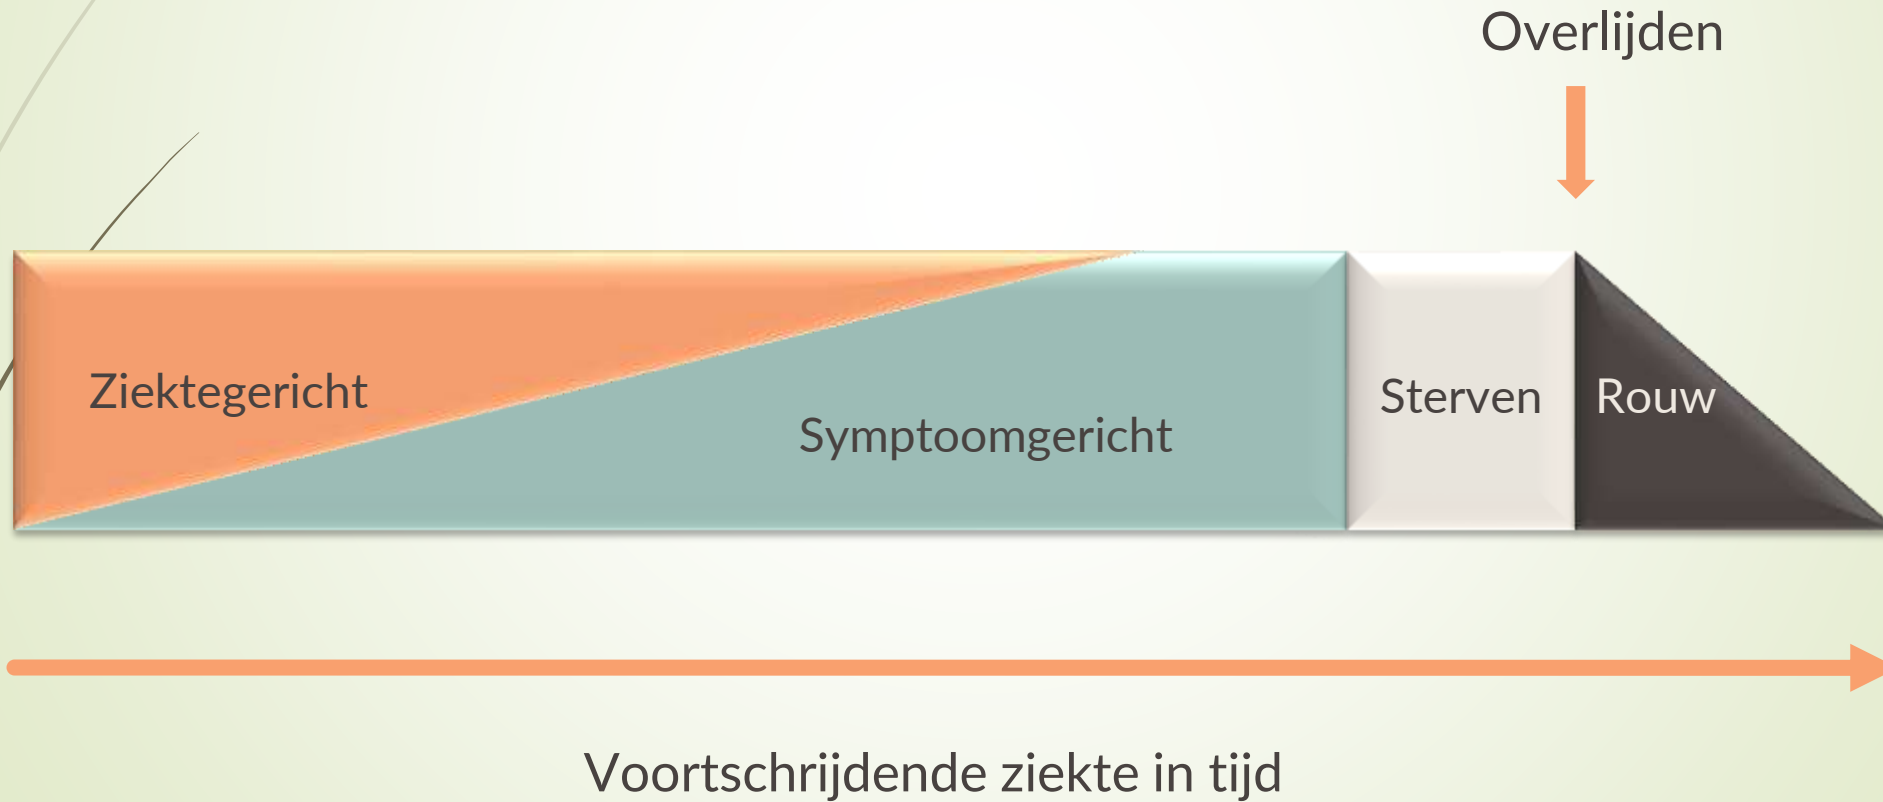 Overlijden
Ziektegericht
Symptoomgericht
Sterven
Rouw
Voortschrijdende ziekte in tijd